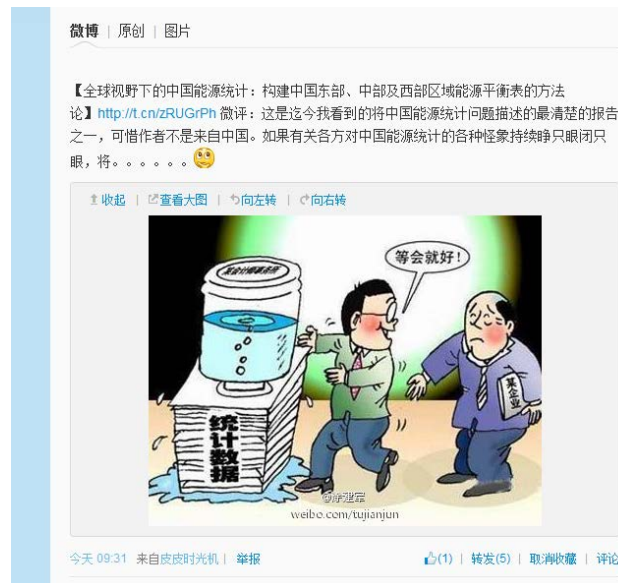 微博 | 原创 | 图片
【全球视野下的中国能源统计：构建中国东部、中部及西部区域能源平衡表的方法
论】http://t.cn/zRUGrPh 微评：这是迄今我看到的将中国能源统计问题描述的最清楚的报告
之一，可惜作者不是来自中国。如果有关各方对中国能源统计的各种怪象持续睁只眼闭只
眼，将。。。。。。
收起 | 查看大图 | 向左转 | 向右转
等会就好！
某企业
统计数据
weibo.com/tujianjun
今天 09:31 来自皮皮时光机 | 举报
(1) | 转发(5) | 取消收藏 | 评论